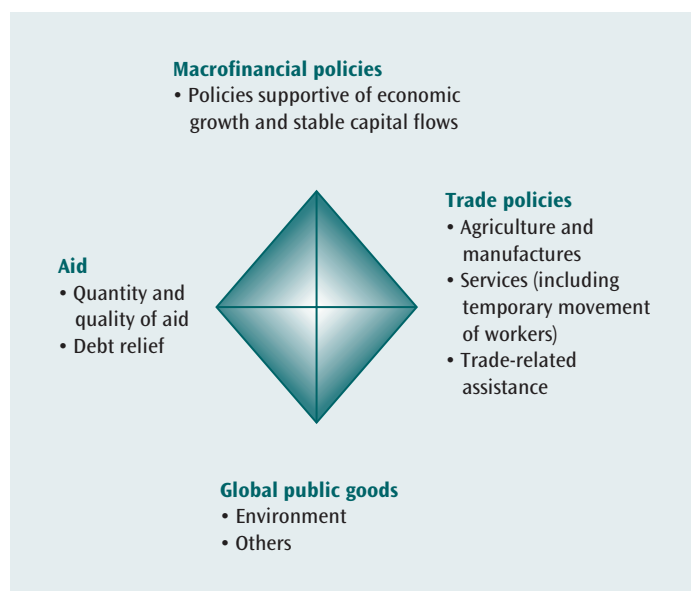 Macrofinancial policies
• Policies supportive of economic
growth and stable capital flows
Trade policies
• Agriculture and
manufactures
• Services (including
temporary movement
of workers)
• Trade-related
assistance
Aid
• Quantity and
quality of aid
• Debt relief
Global public goods
• Environment
• Others